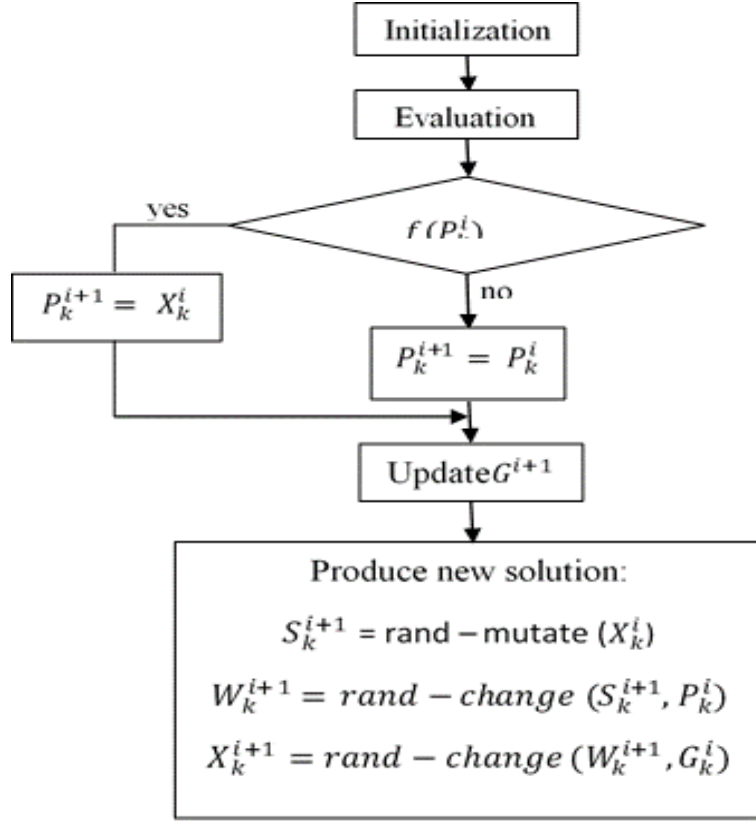 Initialization
Evaluation
yes
f(P
no
P_k^{i+1} = X_k^i
P_k^{i+1} = P_k^i
UpdateG^{i+1}
Produce new solution:
S_k^{i+1} = rand − mutate (X_k^i)
W_k^{i+1} = rand − change (S_k^{i+1}, P_k^i)
X_k^{i+1} = rand − change (W_k^{i+1}, G_k^i)